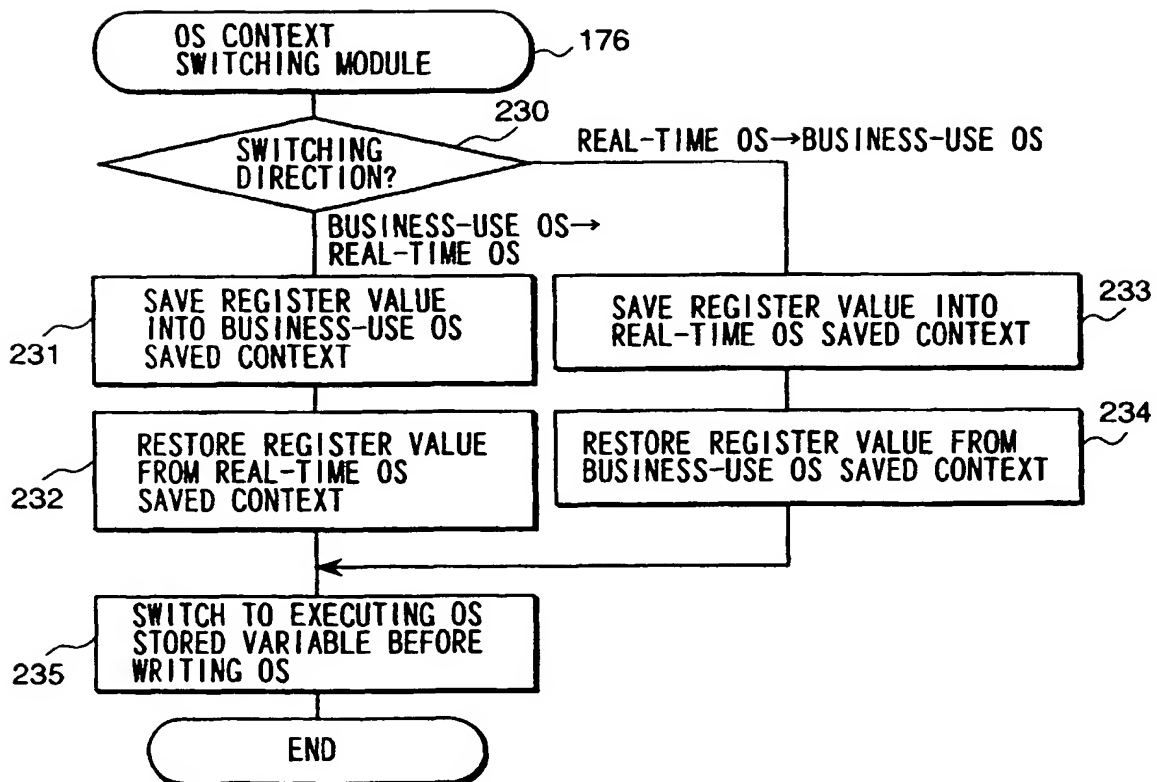 OS CONTEXT
SWITCHING MODULE
176
230
SWITCHING
DIRECTION?
REAL-TIME OS→BUSINESS-USE OS
BUSINESS-USE OS→
REAL-TIME OS
SAVE REGISTER VALUE
INTO BUSINESS-USE OS
SAVED CONTEXT
231
SAVE REGISTER VALUE INTO
REAL-TIME OS SAVED CONTEXT
233
RESTORE REGISTER VALUE
FROM REAL-TIME OS
SAVED CONTEXT
232
RESTORE REGISTER VALUE FROM
BUSINESS-USE OS SAVED CONTEXT
234
SWITCH TO EXECUTING OS
STORED VARIABLE BEFORE
WRITING OS
235
END